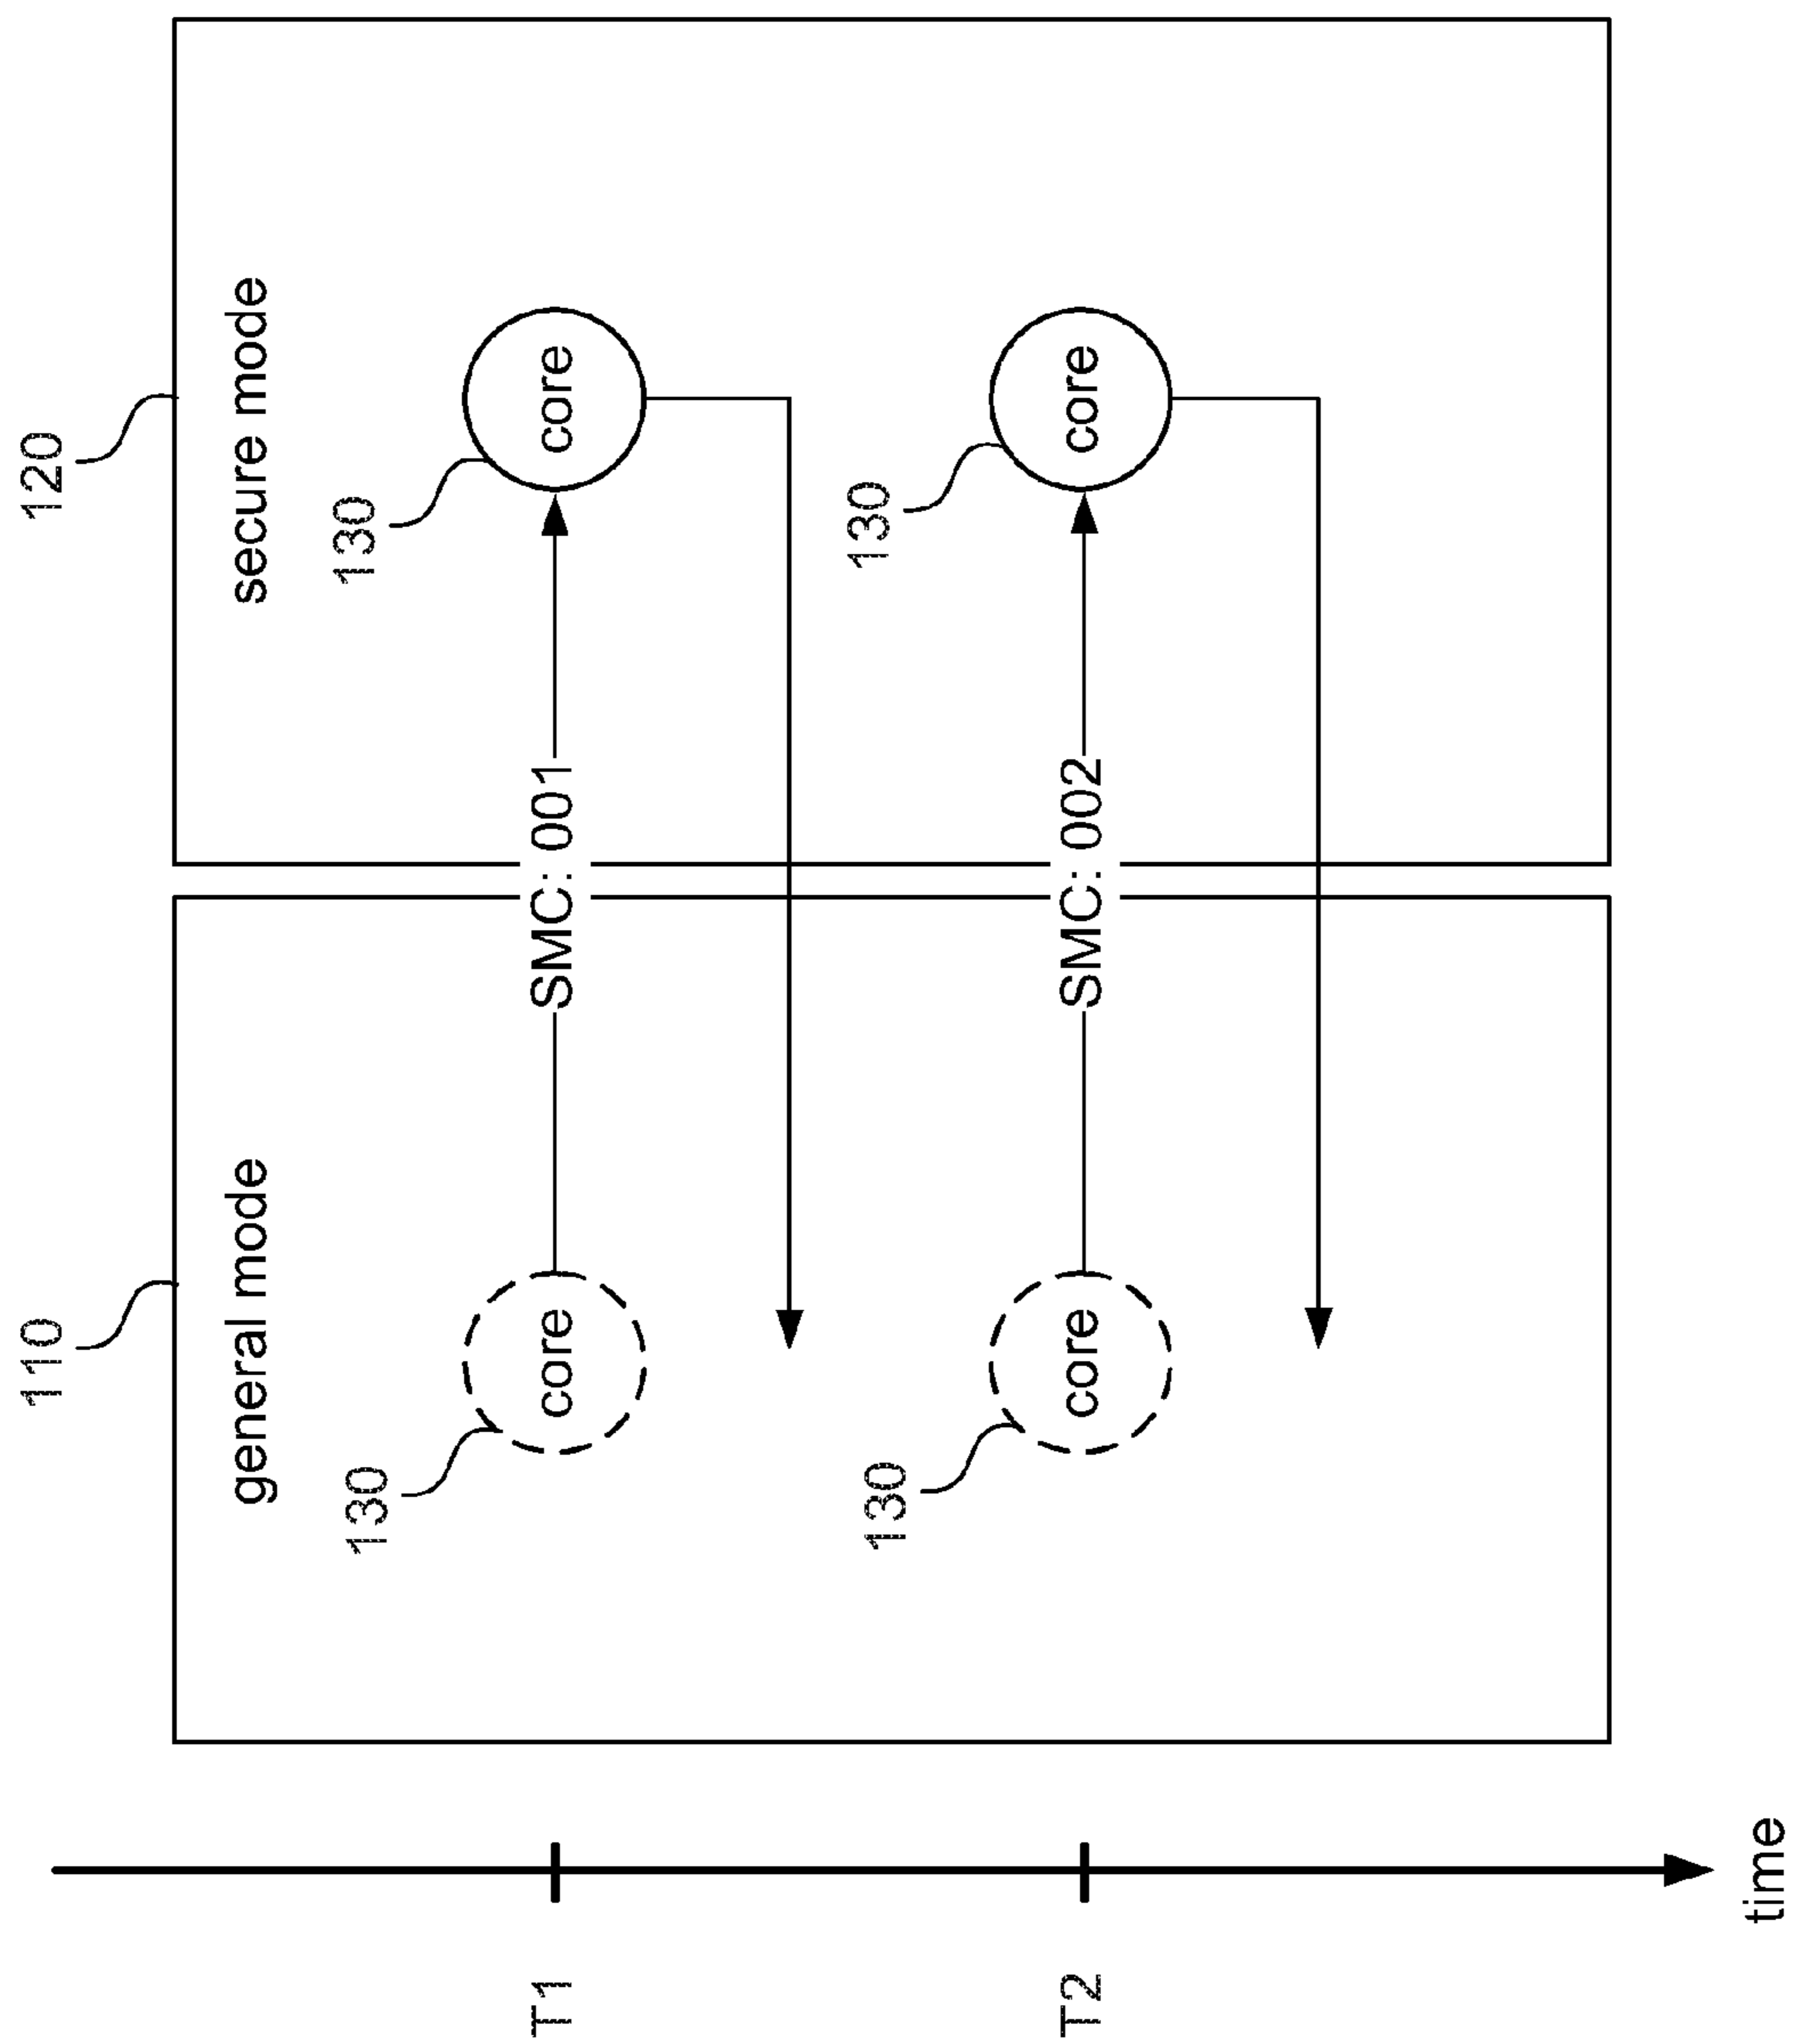 110
120
general mode
secure mode
130
130
T1
core
SMC: 001
core
130
130
T2
core
SMC: 002
core
time